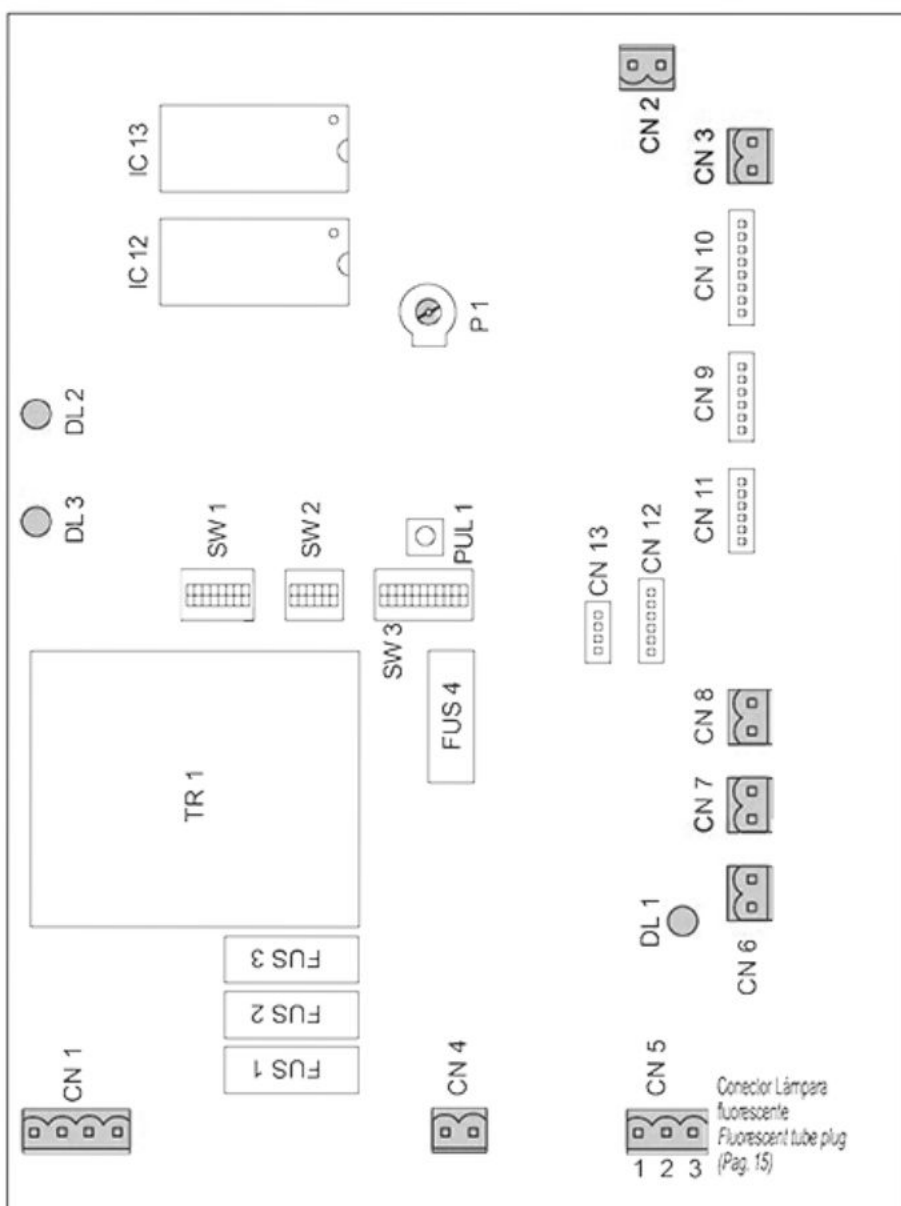 CN 2
IC 13
CN 3
IC 12
CN 10
P 1
DL 2
CN 9
DL 3
SW 1
SW 2
PUL 1
CN 11
CN 13
CN 12
SW 3
TR 1
FUS 4
CN 8
CN 7
DL 1
CN 6
FUS 3
FUS 2
FUS 1
CN 1
CN 4
CN 5
1 2 3
Conector Lámpara
fluorescente
Fluorescent tube plug
(Pag. 15)